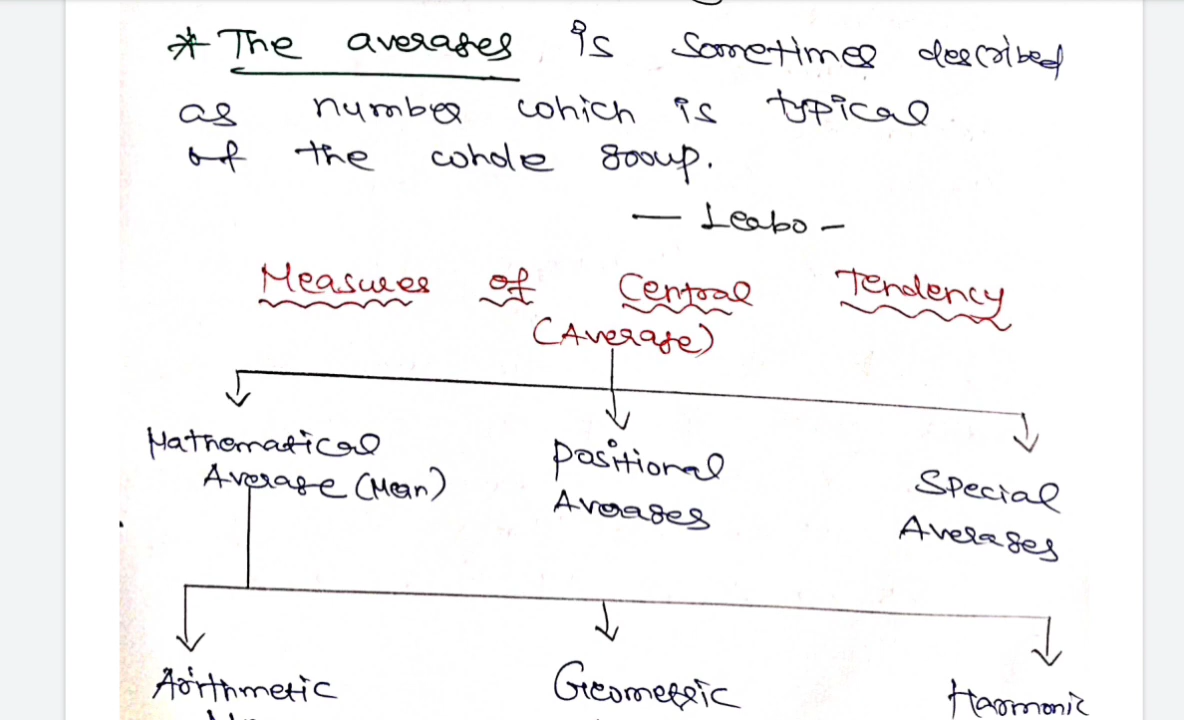 * The averages is sometimes described
as number which is typical
of the whole group.
— Leabo –
Measures of Central Tendency
(Average)
Mathematical
Average (Mean)
Positional
Averages
Special
Averages
Arithmetic
Geometric
Harmonic